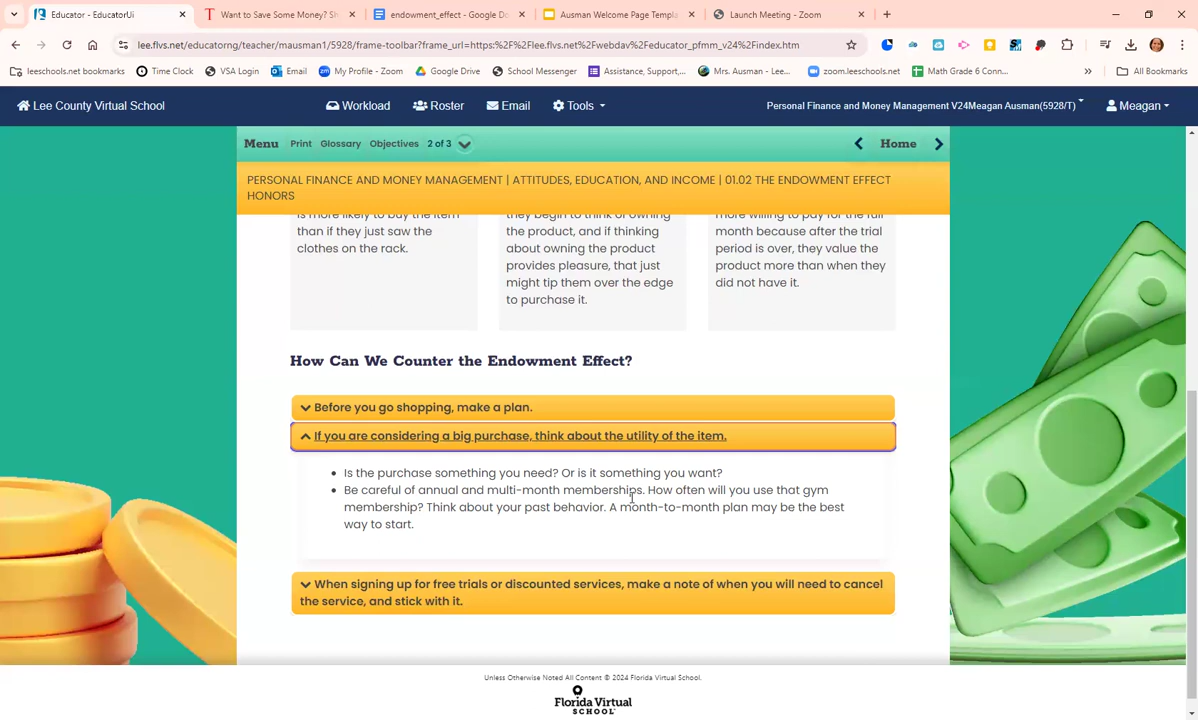 Educator - EducatorUi
Want to Save Some Money? Sh
endowment_effect - Google Do
Ausman Welcome Page Templa
Launch Meeting - Zoom
lee.flvs.net/educatorng/teacher/mausman1/5928/frame-toolbar?frame_url=https:%2F%2Flee.flvs.net%2Fwebdav%2Feducator_pfmm_v24%2Findex.htm
leeschools.net bookmarks
Time Clock
VSA Login
Email
My Profile - Zoom
Google Drive
School Messenger
Assistance, Support,...
Mrs. Ausman - Lee...
zoom.leeschools.net
Math Grade 6 Conn...
All Bookmarks
Lee County Virtual School
Workload
Roster
Email
Tools
Personal Finance and Money Management V24Meagan Ausman(5928/T)
Meagan
Menu Print Glossary Objectives 2 of 3
Home
PERSONAL FINANCE AND MONEY MANAGEMENT | ATTITUDES, EDUCATION, AND INCOME | 01.02 THE ENDOWMENT EFFECT
HONORS
is more likely to buy the item
than if they just saw the
clothes on the rack.
they begin to think of owning
the product, and if thinking
about owning the product
provides pleasure, that just
might tip them over the edge
to purchase it.
more willing to pay for the full
month because after the trial
period is over, they value the
product more than when they
did not have it.
How Can We Counter the Endowment Effect?
Before you go shopping, make a plan.
If you are considering a big purchase, think about the utility of the item.
• Is the purchase something you need? Or is it something you want?
• Be careful of annual and multi-month memberships. How often will you use that gym
membership? Think about your past behavior. A month-to-month plan may be the best
way to start.
When signing up for free trials or discounted services, make a note of when you will need to cancel
the service, and stick with it.
Unless Otherwise Noted All Content © 2024 Florida Virtual School.
Florida Virtual
SCHOOL